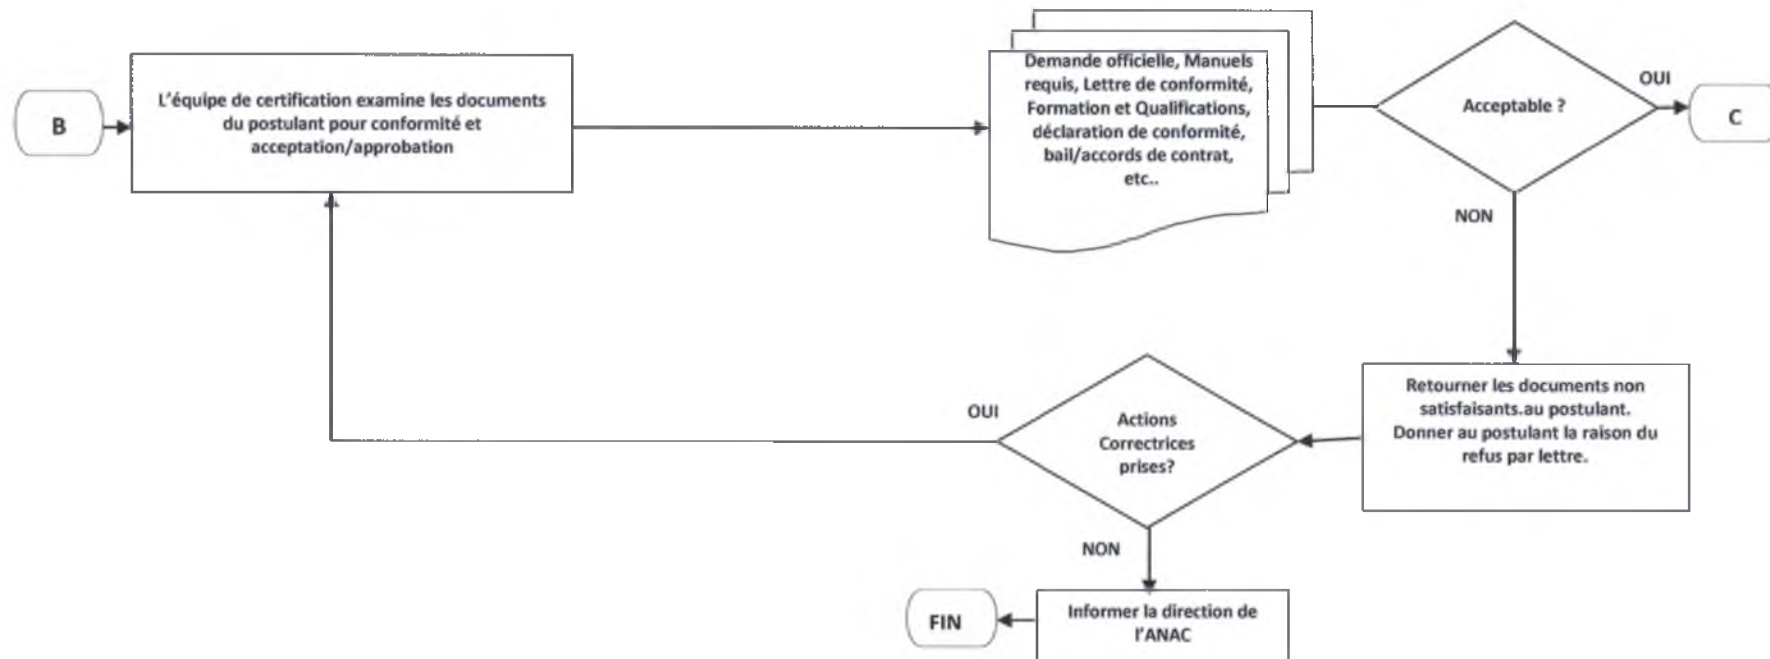 B
L'équipe de certification examine les documents
du postulant pour conformité et
acceptation/approbation
Demande officielle, Manuels
requis, Lettre de conformité,
Formation et Qualifications,
déclaration de conformité,
bail/accords de contrat,
etc..
Acceptable ?
OUI
C
NON
Retourner les documents non
satisfaisants.au postulant.
Donner au postulant la raison du
refus par lettre.
OUI
Actions
Correctrices
prises?
NON
Informer la direction de
l'ANAC
FIN